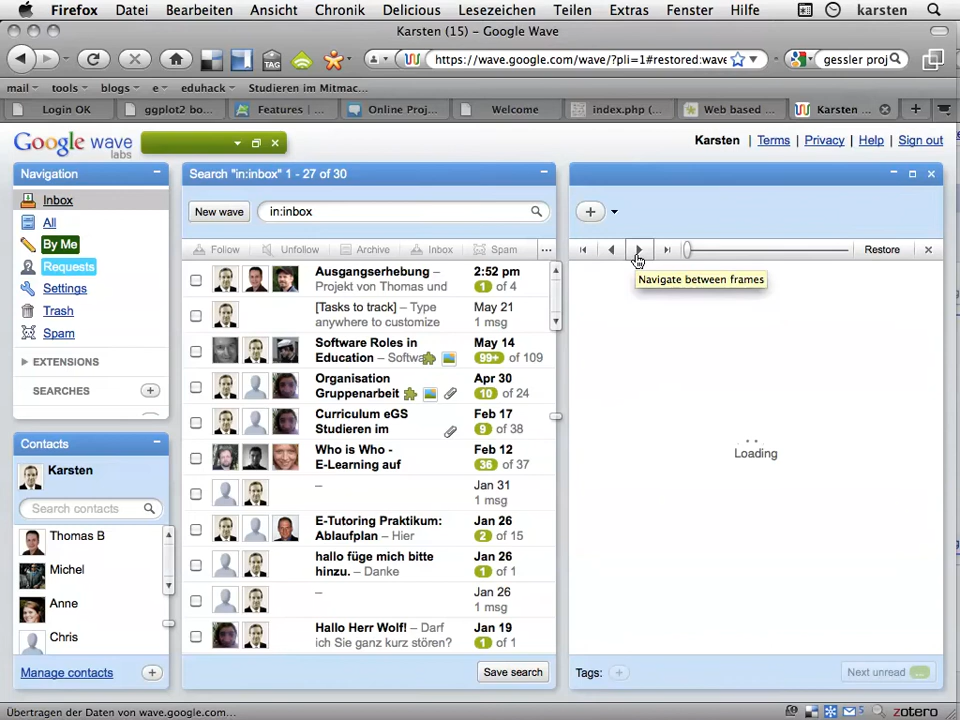 Firefox Datei Bearbeiten Ansicht Chronik Delicious Lesezeichen Teilen Extras Fenster Hilfe karsten
Karsten (15) – Google Wave
https://wave.google.com/wave/?pli=1#restored:wave
gessler proj
mail tools blogs e eduhack Studieren im Mitmac...
Login OK ggplot2 bo... Features |... Online Proj... Welcome index.php (... Web based ... Karsten ...
Google wave
labs
Karsten | Terms | Privacy | Help | Sign out
Navigation
Inbox
All
By Me
Requests
Settings
Trash
Spam
EXTENSIONS
SEARCHES
Contacts
Karsten
Search contacts
Thomas B
Michel
Anne
Chris
Manage contacts
Search "in:inbox" 1 - 27 of 30
New wave in:inbox
Follow Unfollow Archive Inbox Spam ...
Ausgangserhebung – 2:52 pm
Projekt von Thomas und 1 of 4
[Tasks to track] – Type May 21
anywhere to customize 1 msg
Software Roles in May 14
Education – Softwa 99+ of 109
Organisation Apr 30
Gruppenarbeit 10 of 24
Curriculum eGS Feb 17
Studieren im 9 of 38
Who is Who - Feb 12
E-Learning auf 36 of 37
– Jan 31
1 msg
E-Tutoring Praktikum: Jan 26
Ablaufplan – Hier 2 of 15
hallo füge mich bitte Jan 26
hinzu. – Danke 1 of 1
– Jan 26
1 msg
Hallo Herr Wolf! – Darf Jan 19
ich Sie ganz kurz stören? 1 of 1
Save search
Restore
Navigate between frames
Loading
Tags:
Next unread
Übertragen der Daten von wave.google.com...
5
zotero